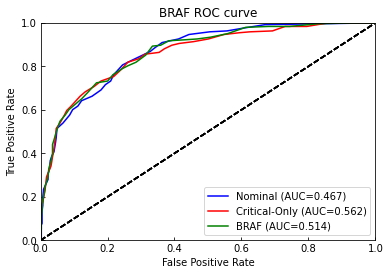 BRAF ROC curve
True Positive Rate
1.0
0.8
0.6
0.4
0.2
0.0
Nominal (AUC=0.467)
Critical-Only (AUC=0.562)
BRAF (AUC=0.514)
0.0 0.2 0.4 0.6 0.8 1.0
False Positive Rate